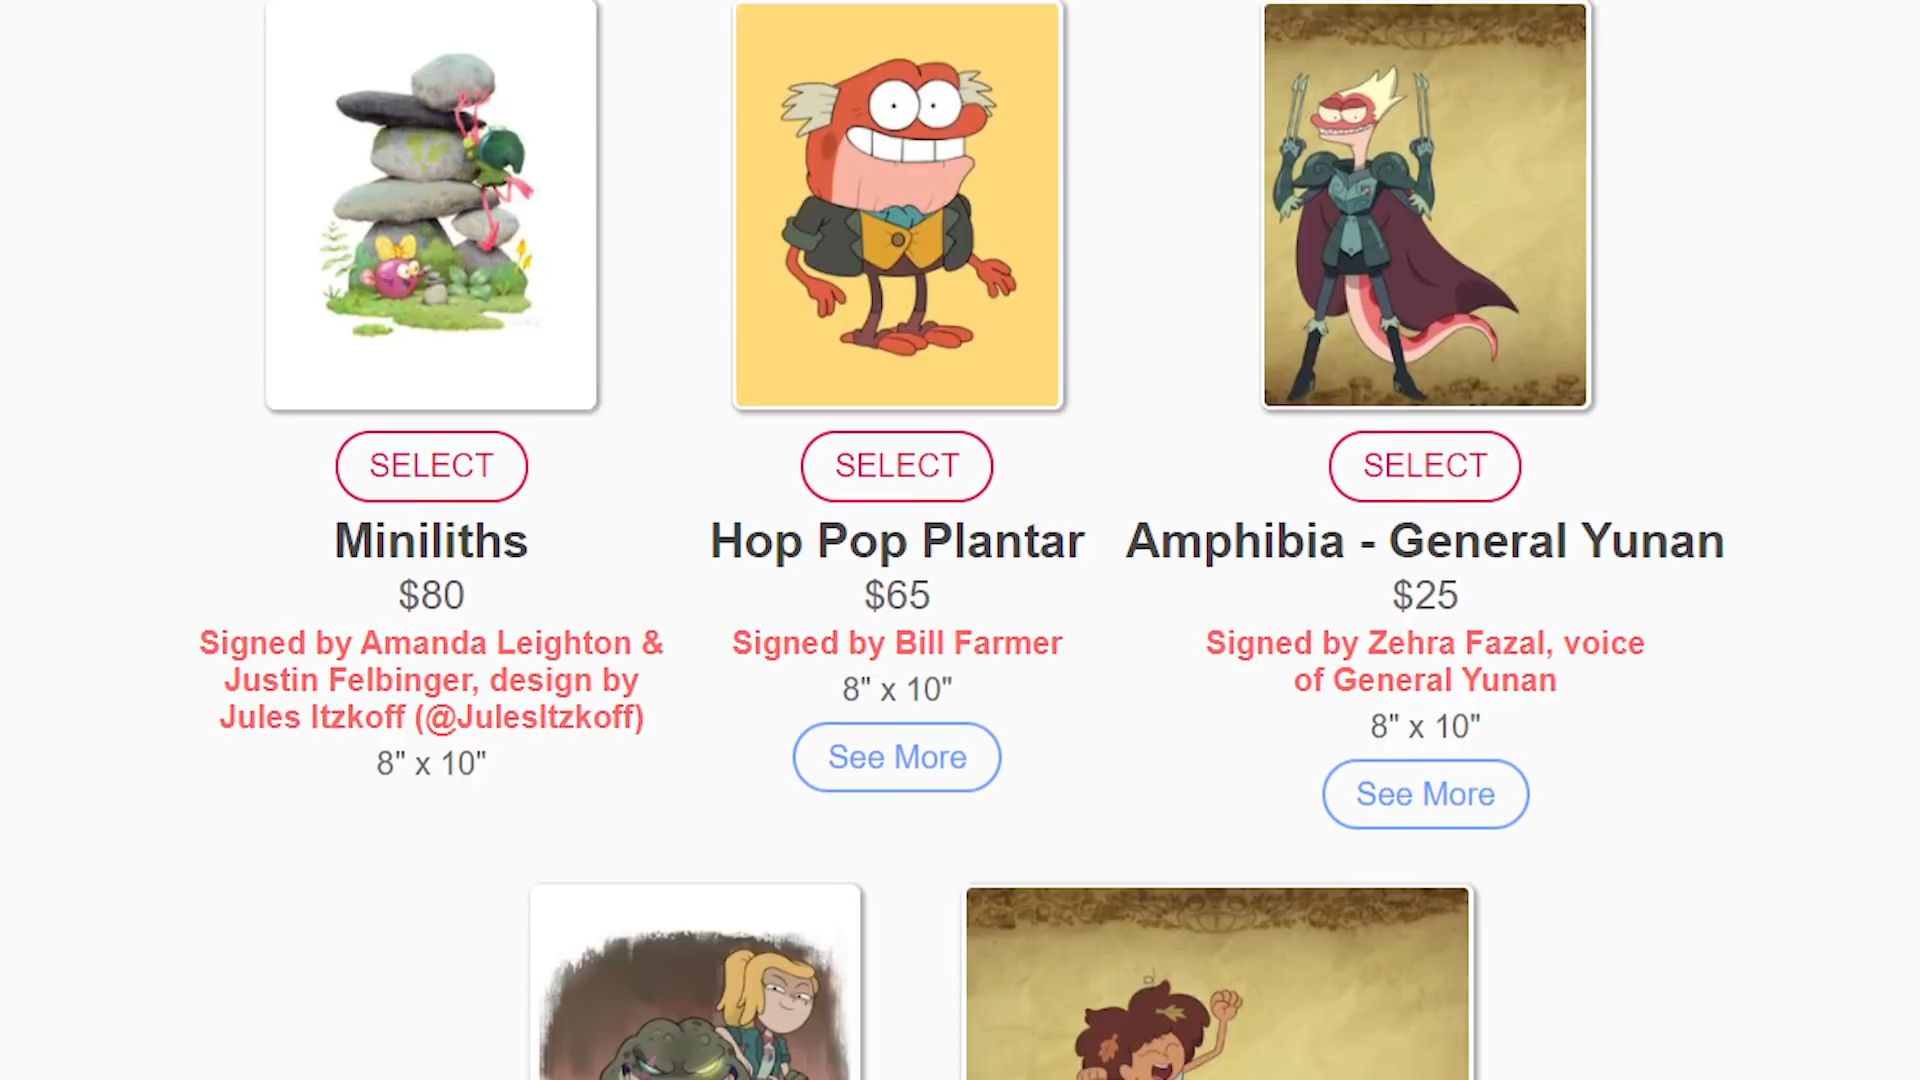 SELECT
Miniliths
$80
Signed by Amanda Leighton &
Justin Felbinger, design by
Jules Itzkoff (@JulesItzkoff)
8" x 10"
SELECT
Hop Pop Plantar
$65
Signed by Bill Farmer
8" x 10"
See More
SELECT
Amphibia - General Yunan
$25
Signed by Zehra Fazal, voice
of General Yunan
8" x 10"
See More